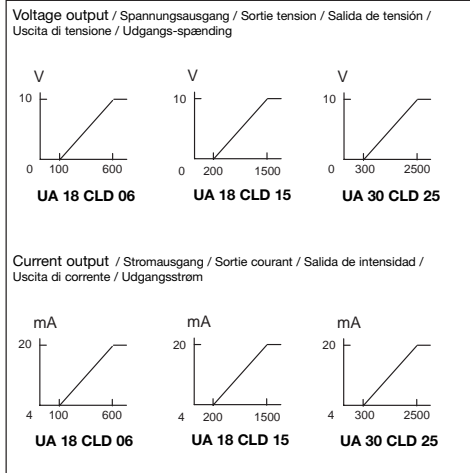 Voltage output / Spannungsausgang / Sortie tension / Salida de tensión /
Uscita di tensione / Udgangs-spænding
V V V
10 10 10
0 100 600 0 200 1500 0 300 2500
UA 18 CLD 06 UA 18 CLD 15 UA 30 CLD 25
Current output / Stromausgang / Sortie courant / Salida de intensidad /
Uscita di corrente / Udgangsstrøm
mA mA mA
20 20 20
4 100 600 4 200 1500 4 300 2500
UA 18 CLD 06 UA 18 CLD 15 UA 30 CLD 25